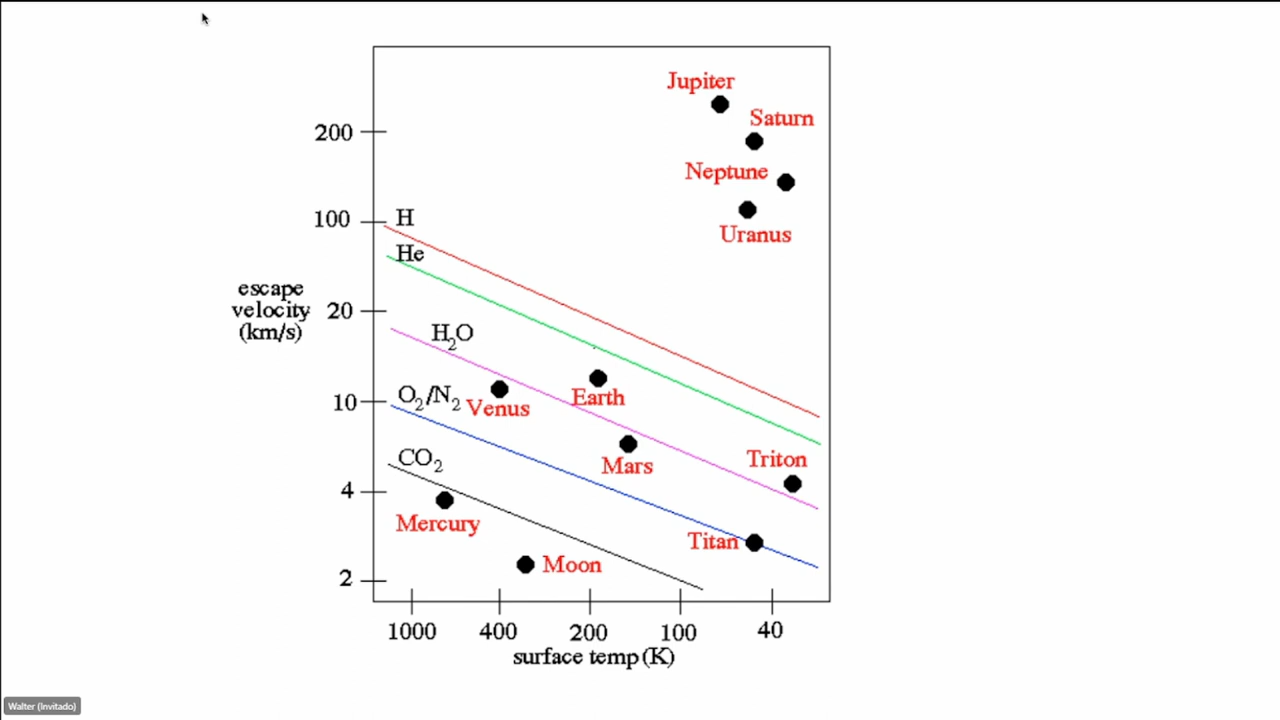 Jupiter
Saturn
200
Neptune
100
H
Uranus
He
escape
velocity
(km/s)
20
H2O
10
O2/N2
Venus
Earth
Mars
Triton
CO2
4
Mercury
Titan
Moon
2
1000 400 200 100 40
surface temp (K)
Walter (Invitado)